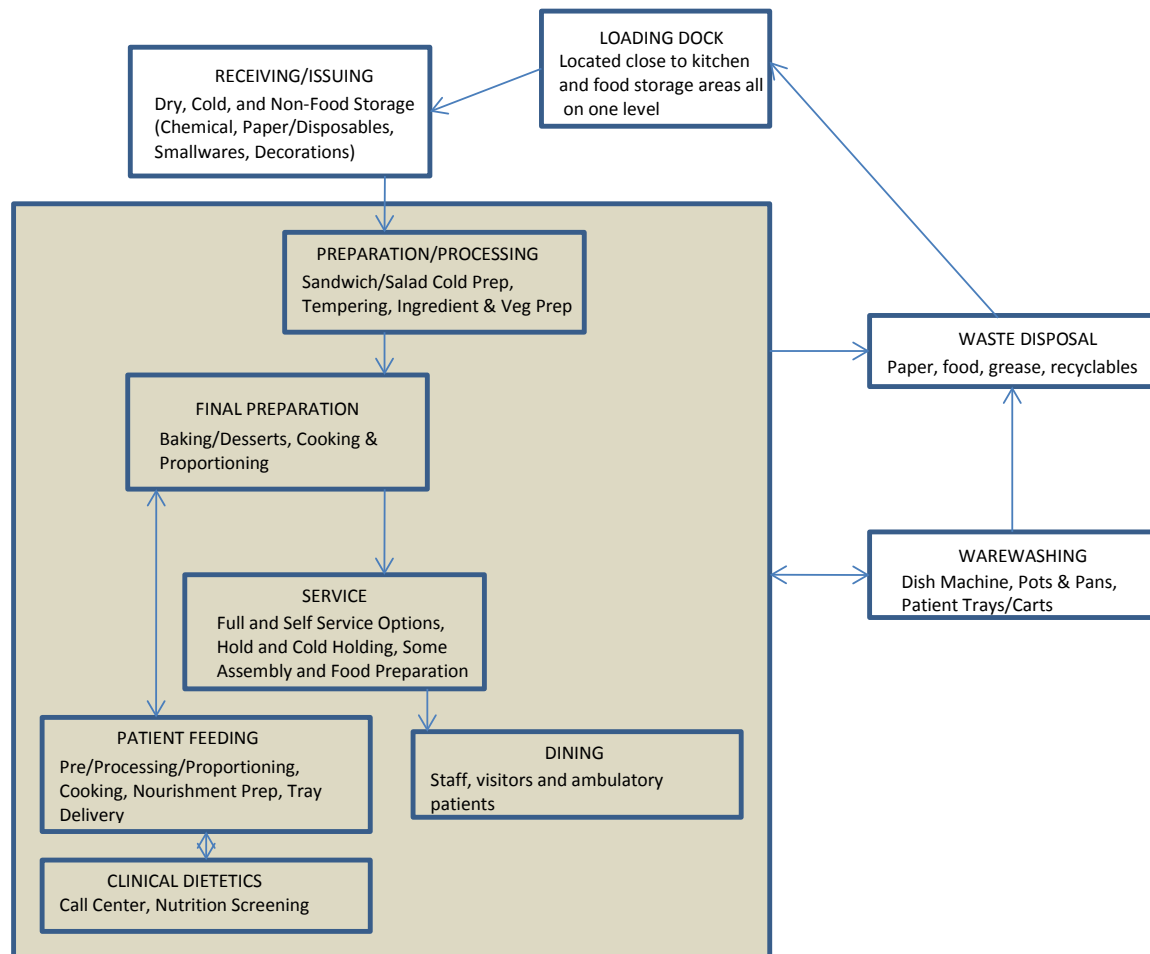 LOADING DOCK
Located close to kitchen
and food storage areas all
on one level
RECEIVING/ISSUING
Dry, Cold, and Non-Food Storage
(Chemical, Paper/Disposables,
Smallwares, Decorations)
PREPARATION/PROCESSING
Sandwich/Salad Cold Prep,
Tempering, Ingredient & Veg Prep
WASTE DISPOSAL
Paper, food, grease, recyclables
FINAL PREPARATION
Baking/Desserts, Cooking &
Proportioning
WAREWASHING
Dish Machine, Pots & Pans,
Patient Trays/Carts
SERVICE
Full and Self Service Options,
Hold and Cold Holding, Some
Assembly and Food Preparation
PATIENT FEEDING
Pre/Processing/Proportioning,
Cooking, Nourishment Prep, Tray
Delivery
DINING
Staff, visitors and ambulatory
patients
CLINICAL DIETETICS
Call Center, Nutrition Screening